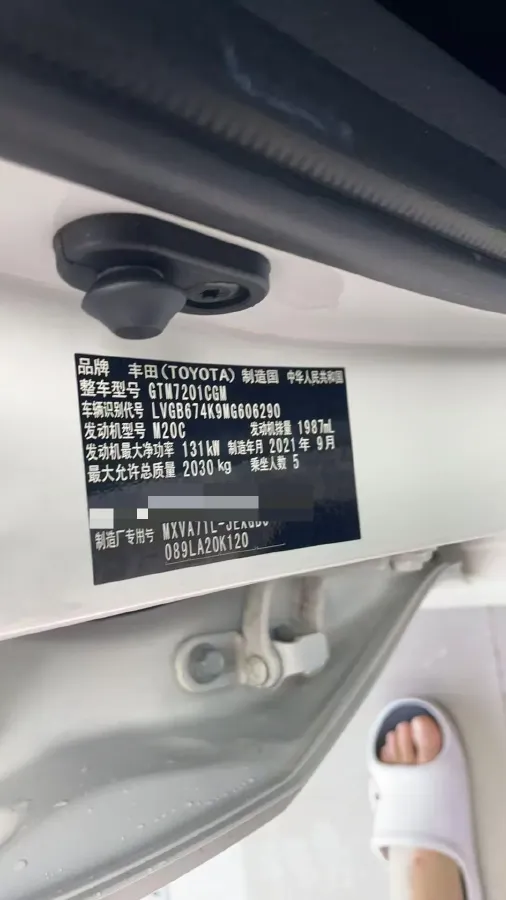 品牌 丰田(TOYOTA) 制造国 中华人民共和国
整车型号 GTM7201CGM
车辆识别代号 LVGB674K9MG606290
发动机型号 M20C 发动机排量 1987mL
发动机最大净功率 131kW 制造年月 2021年 9月
最大允许总质量 2030kg 乘坐人数 5
制造厂专用号
089LA20K120